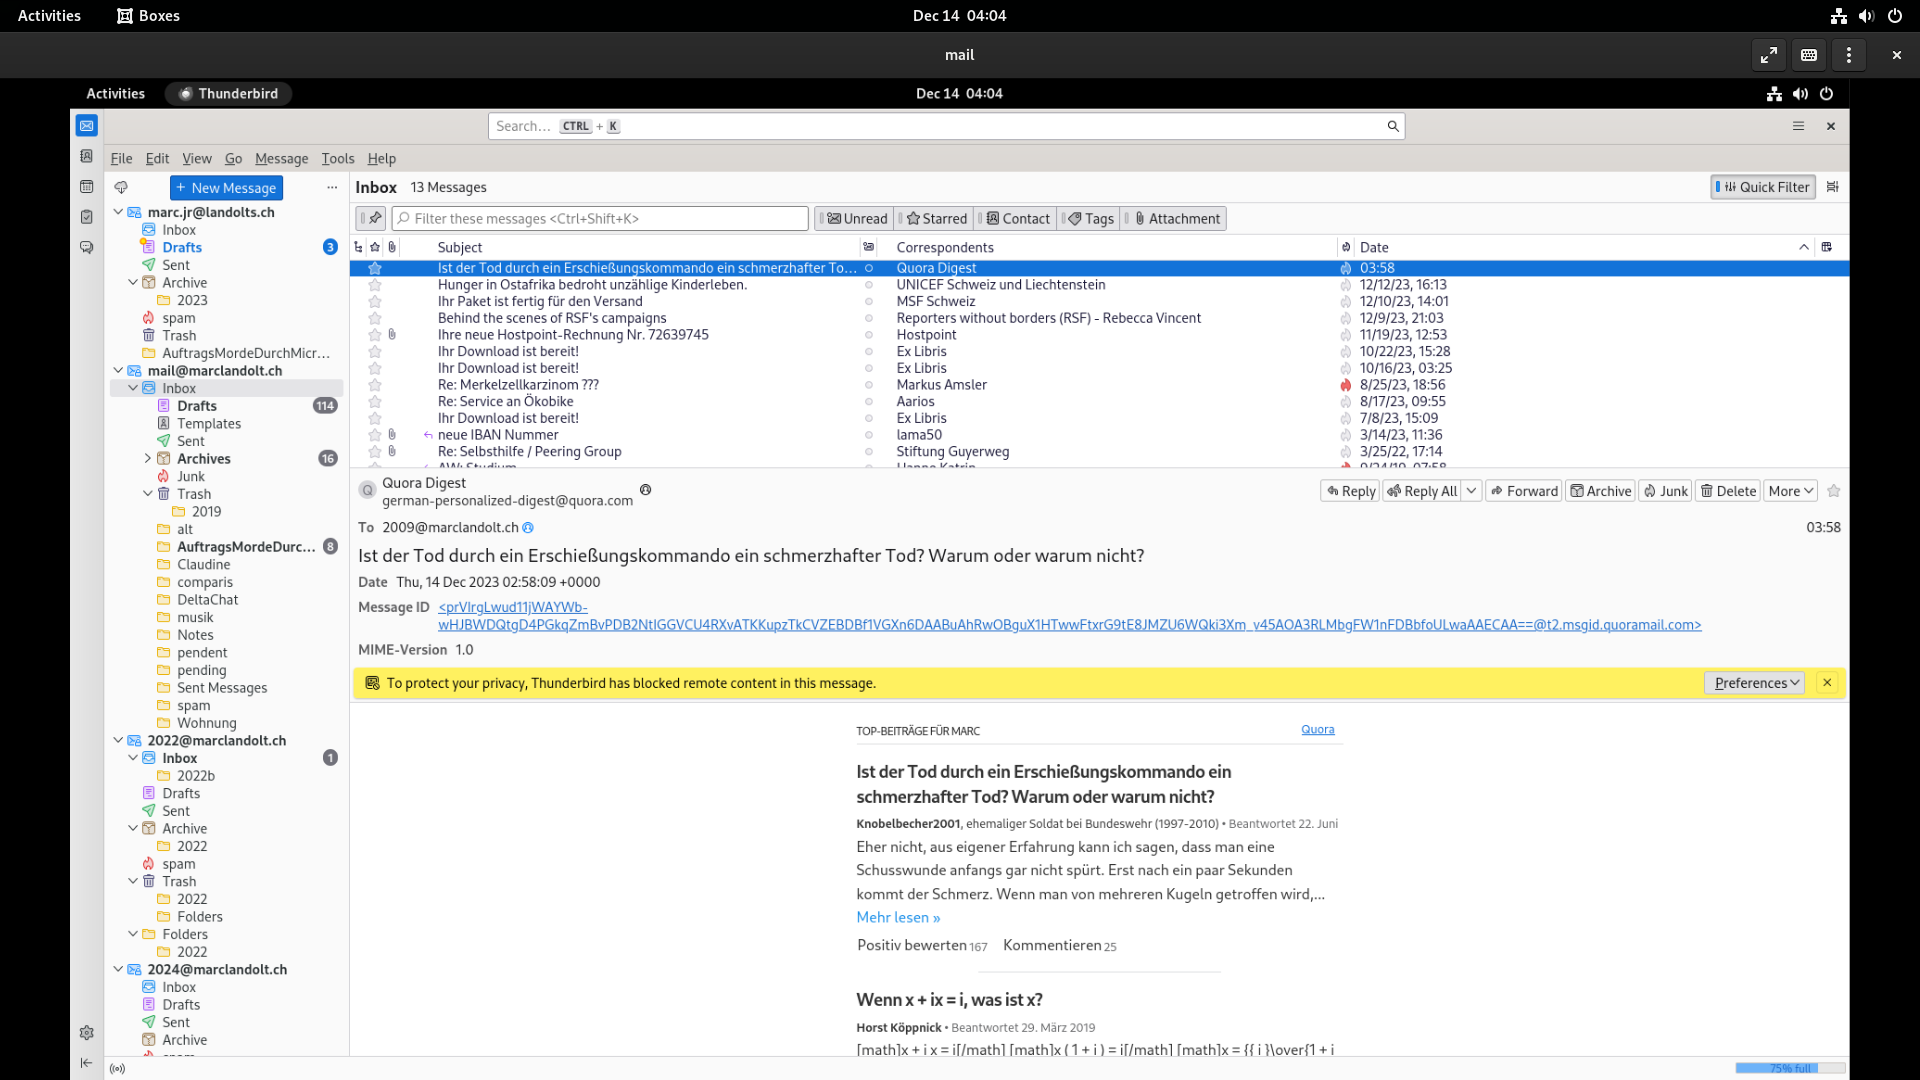 Activities Boxes Dec 14 04:04
mail
Activities Thunderbird Dec 14 04:04
Search... CTRL + K
File Edit View Go Message Tools Help
+ New Message ...
marc.jr@landolts.ch
Inbox
Drafts 3
Sent
Archive
2023
spam
Trash
AuftragsMordeDurchMicr...
mail@marclandolt.ch
Inbox
Drafts 114
Templates
Sent
Archives 16
Junk
Trash
2019
alt
AuftragsMordeDurc... 8
Claudine
comparis
DeltaChat
musik
Notes
pendent
pending
Sent Messages
spam
Wohnung
2022@marclandolt.ch
Inbox 1
2022b
Drafts
Sent
Archive
2022
spam
Trash
2022
Folders
Folders
2022
2024@marclandolt.ch
Inbox
Drafts
Sent
Archive
Inbox 13 Messages Quick Filter
Filter these messages <Ctrl+Shift+K> Unread Starred Contact Tags Attachment
Subject Correspondents Date
Ist der Tod durch ein Erschießungskommando ein schmerzhafter To... Quora Digest 03:58
Hunger in Ostafrika bedroht unzählige Kinderleben. UNICEF Schweiz und Liechtenstein 12/12/23, 16:13
Ihr Paket ist fertig für den Versand MSF Schweiz 12/10/23, 14:01
Behind the scenes of RSF's campaigns Reporters without borders (RSF) - Rebecca Vincent 12/9/23, 21:03
Ihre neue Hostpoint-Rechnung Nr. 72639745 Hostpoint 11/19/23, 12:53
Ihr Download ist bereit! Ex Libris 10/22/23, 15:28
Ihr Download ist bereit! Ex Libris 10/16/23, 03:25
Re: Merkelzellkarzinom ??? Markus Amsler 8/25/23, 18:56
Re: Service an Ökobike Aarios 8/17/23, 09:55
Ihr Download ist bereit! Ex Libris 7/8/23, 15:09
neue IBAN Nummer lama50 3/14/23, 11:36
Re: Selbsthilfe / Peering Group Stiftung Guyerweg 3/25/22, 17:14
Q Quora Digest
german-personalized-digest@quora.com
Reply Reply All Forward Archive Junk Delete More
To 2009@marclandolt.ch 03:58
Ist der Tod durch ein Erschießungskommando ein schmerzhafter Tod? Warum oder warum nicht?
Date Thu, 14 Dec 2023 02:58:09 +0000
Message ID <prVIrgLwud11jWAYWb-
wHJBWDQtgD4PGkqZmBvPDB2NtIGGVCU4RXvATKKupzTkCVZEBDBf1VGXn6DAABuAhRwOBguX1HTwwFtxrG9tE8JMZU6WQki3Xm_v45AOA3RLMbgFW1nFDBbfoULwaAAECAA==@t2.msgid.quoramail.com>
MIME-Version 1.0
To protect your privacy, Thunderbird has blocked remote content in this message. Preferences
TOP-BEITRÄGE FÜR MARC Quora
Ist der Tod durch ein Erschießungskommando ein
schmerzhafter Tod? Warum oder warum nicht?
Knobelbecher2001, ehemaliger Soldat bei Bundeswehr (1997-2010) • Beantwortet 22. Juni
Eher nicht, aus eigener Erfahrung kann ich sagen, dass man eine
Schusswunde anfangs gar nicht spürt. Erst nach ein paar Sekunden
kommt der Schmerz. Wenn man von mehreren Kugeln getroffen wird,...
Mehr lesen »
Positiv bewerten 167 Kommentieren 25
Wenn x + ix = i, was ist x?
Horst Köppnick • Beantwortet 29. März 2019
[math]x + i x = i[/math] [math]x ( 1 + i ) = i[/math] [math]x = {{ i }\over{1 + i
75% full